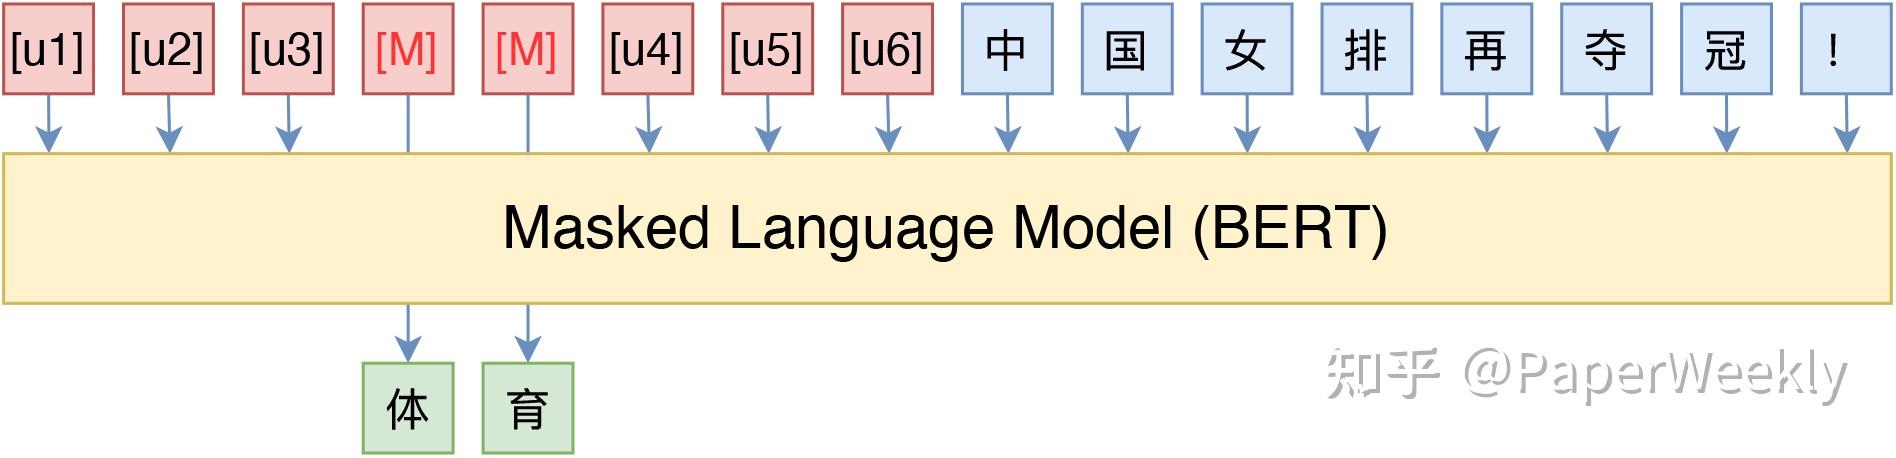 [u1] [u2] [u3] [M] [M] [u4] [u5] [u6] 中 国 女 排 再 夺 冠 ！
Masked Language Model (BERT)
体 育
知乎 @PaperWeekly